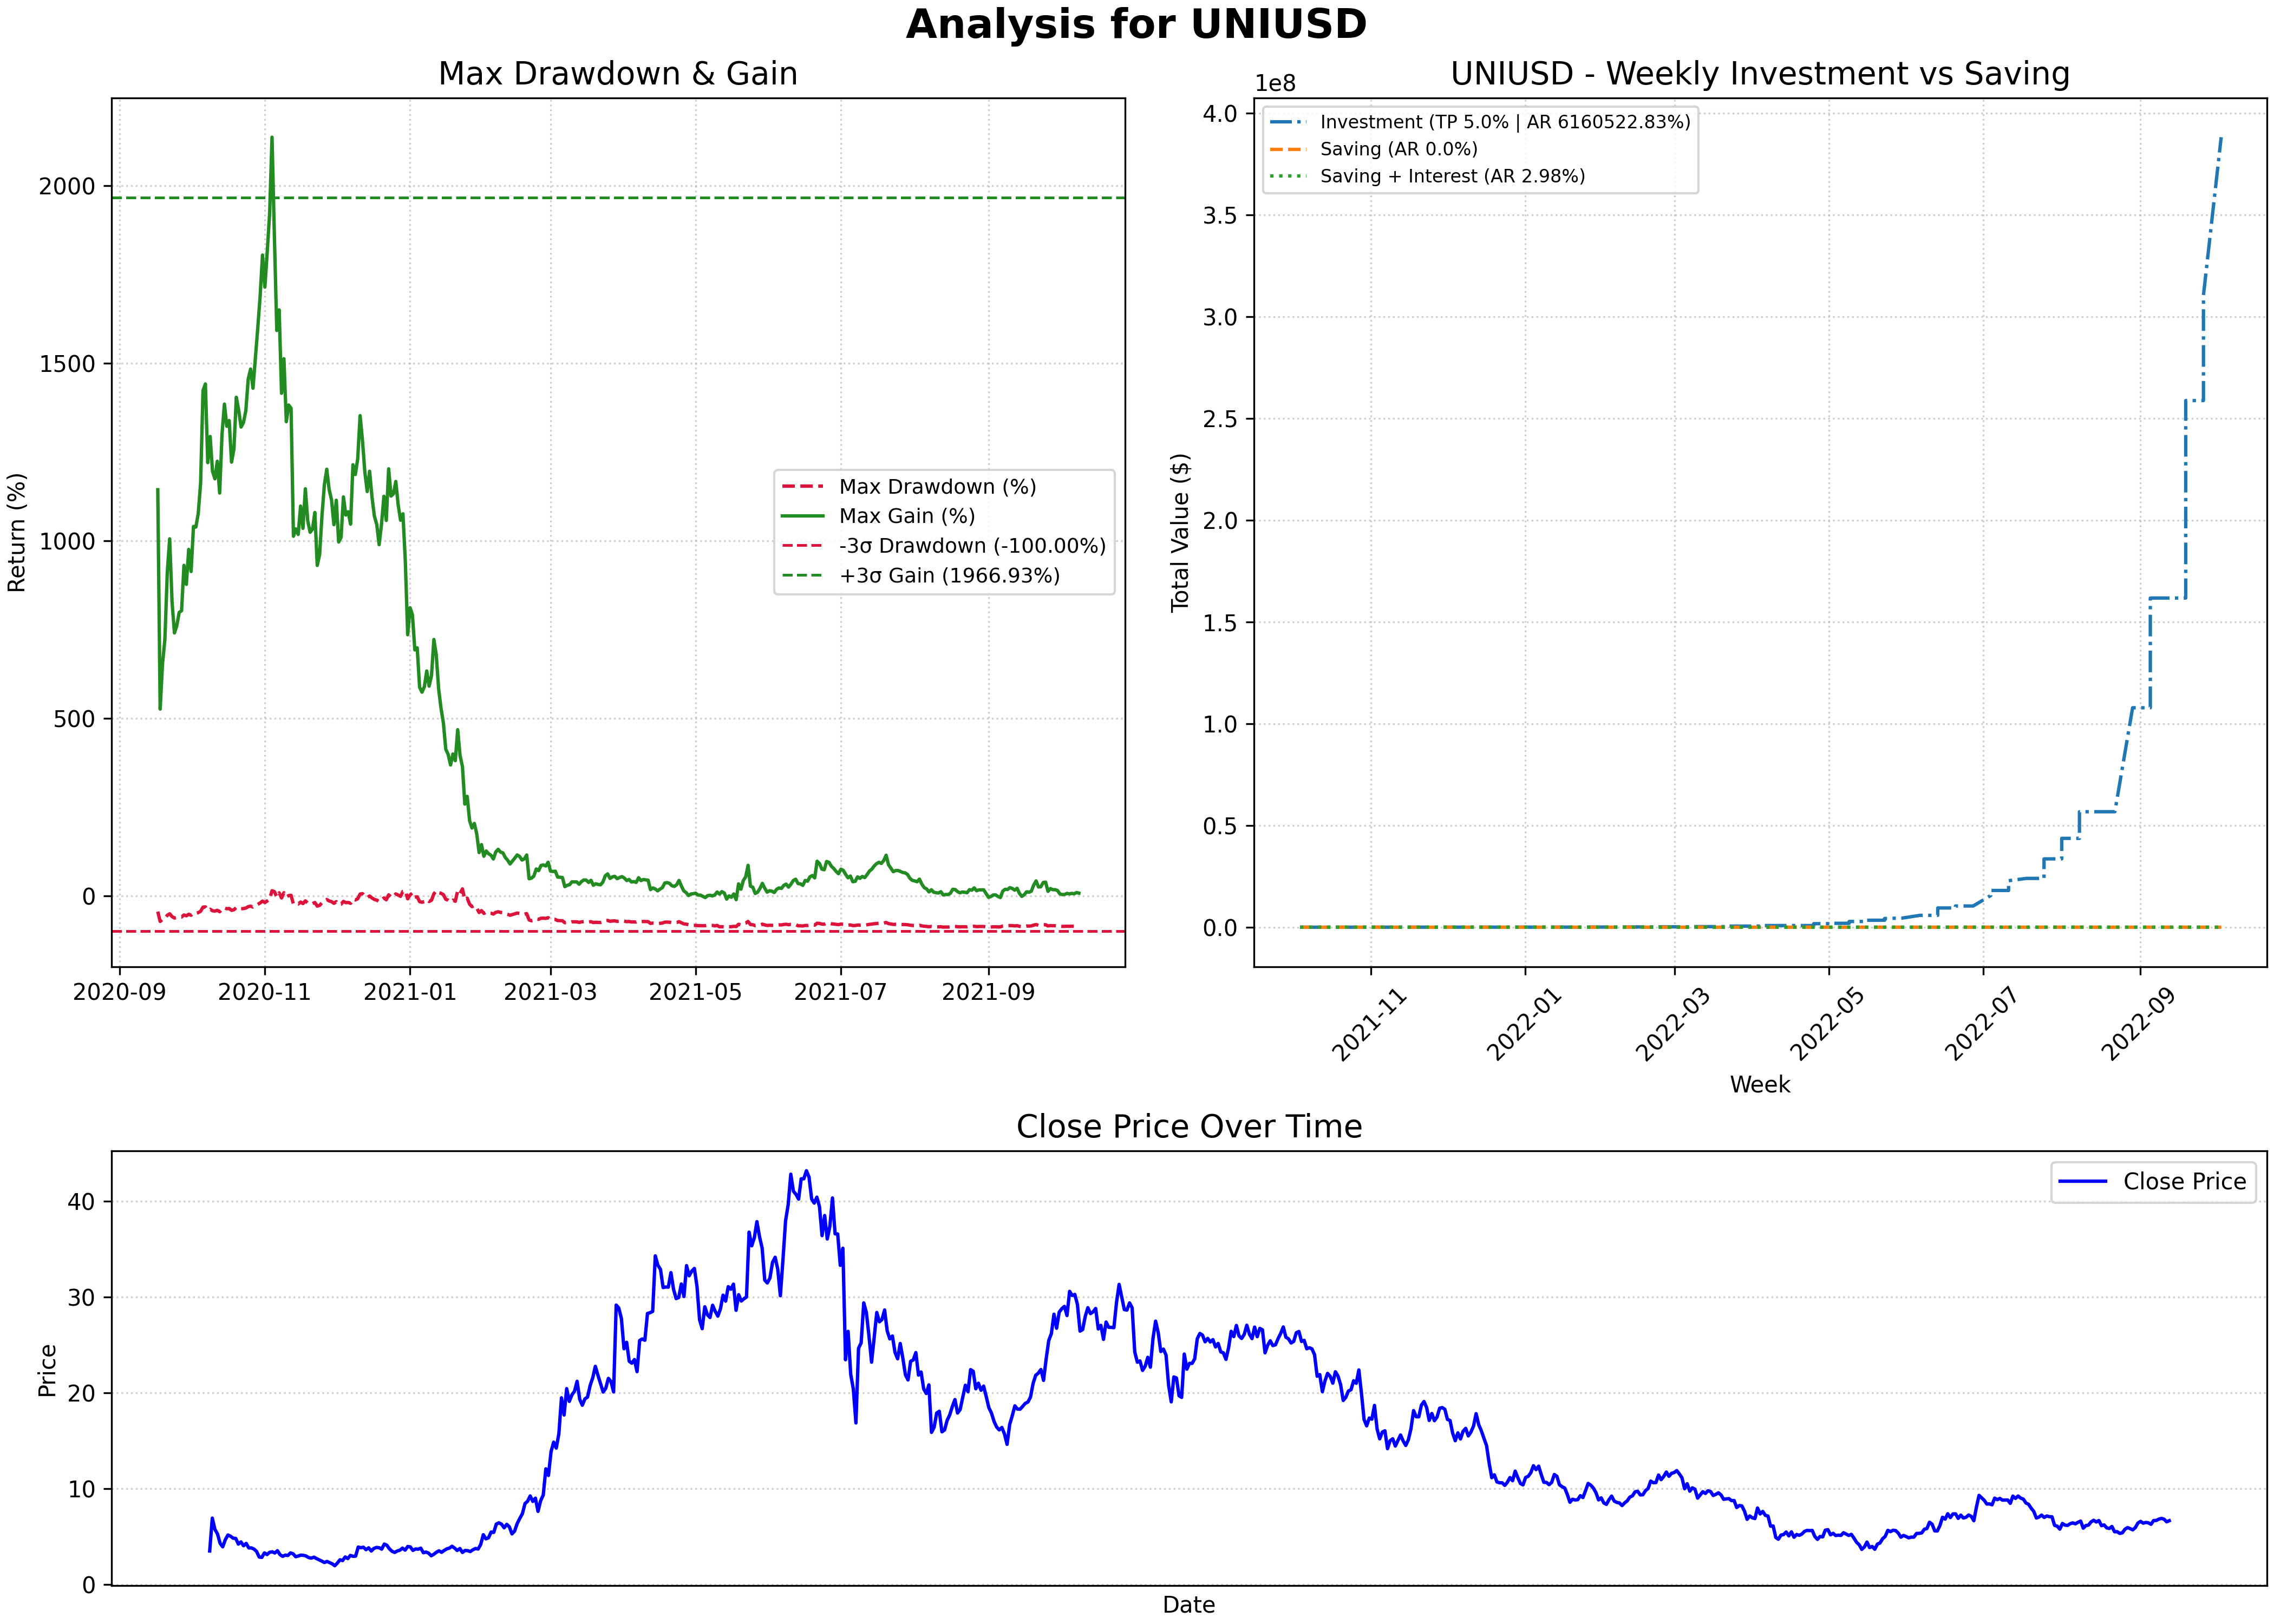 Analysis for UNIUSD
Max Drawdown & Gain
Return (%)
2000
1500
1000
500
0
Max Drawdown (%)
Max Gain (%)
-3σ Drawdown (-100.00%)
+3σ Gain (1966.93%)
2020-09
2020-11
2021-01
2021-03
2021-05
2021-07
2021-09
UNIUSD - Weekly Investment vs Saving
1e8
Total Value ($)
4.0
3.5
3.0
2.5
2.0
1.5
1.0
0.5
0.0
Investment (TP 5.0% | AR 6160522.83%)
Saving (AR 0.0%)
Saving + Interest (AR 2.98%)
2021-11
2022-01
2022-03
2022-05
2022-07
2022-09
Week
Close Price Over Time
Price
40
30
20
10
0
Close Price
Date